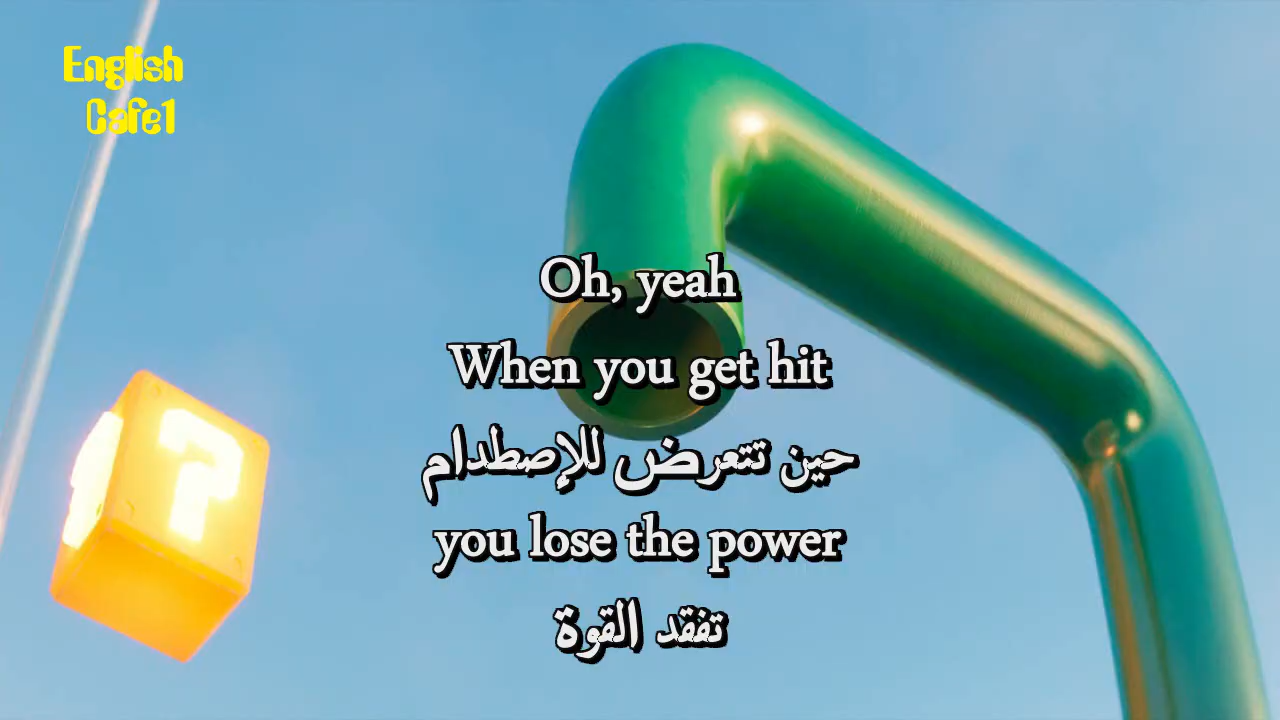 English
Cafe1
?
Oh, yeah
When you get hit
حين تتعرض للإصطدام
you lose the power
تفقد القوة